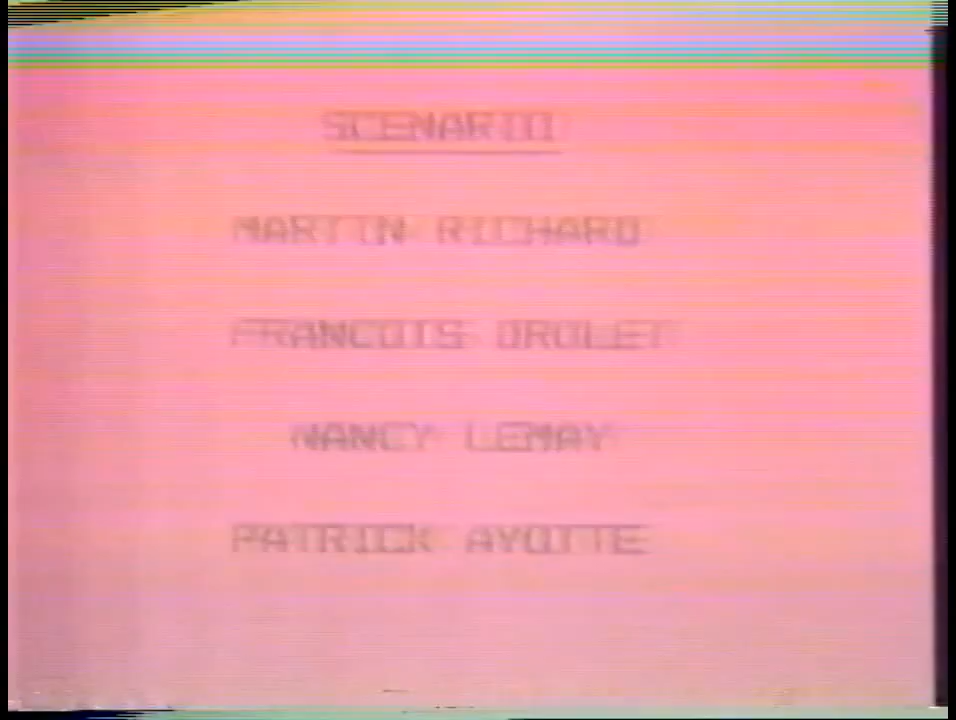 SCENARIO
MARTIN RICHARD
FRANCOIS DROLET
NANCY LEMAY
PATRICK AYOTTE